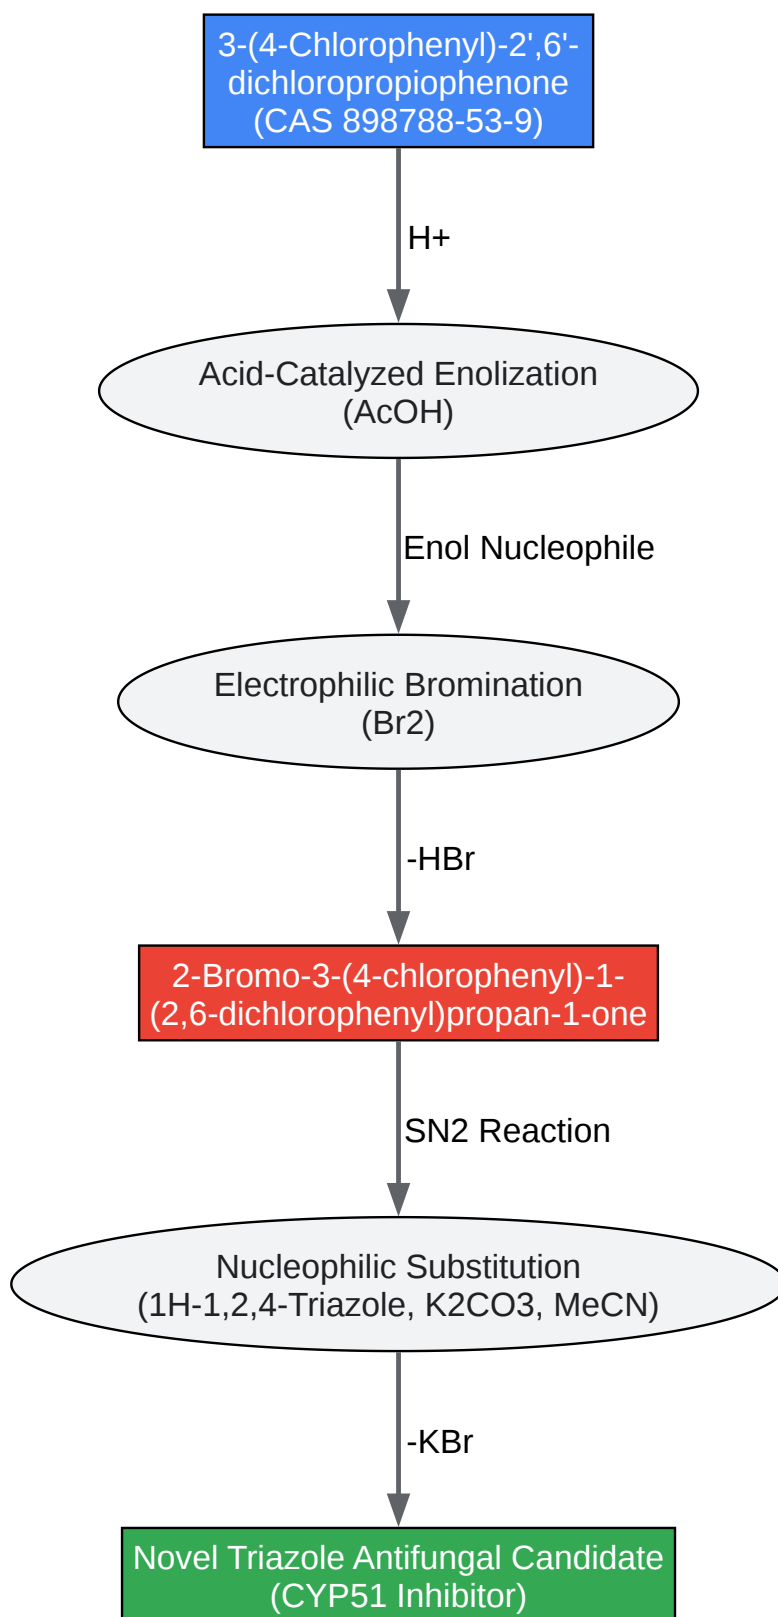 3-(4-Chlorophenyl)-2',6'-
dichloropropiophenone
(CAS 898788-53-9)
H+
Acid-Catalyzed Enolization
(AcOH)
Enol Nucleophile
Electrophilic Bromination
(Br2)
-HBr
2-Bromo-3-(4-chlorophenyl)-1-
(2,6-dichlorophenyl)propan-1-one
SN2 Reaction
Nucleophilic Substitution
(1H-1,2,4-Triazole, K2CO3, MeCN)
-KBr
Novel Triazole Antifungal Candidate
(CYP51 Inhibitor)